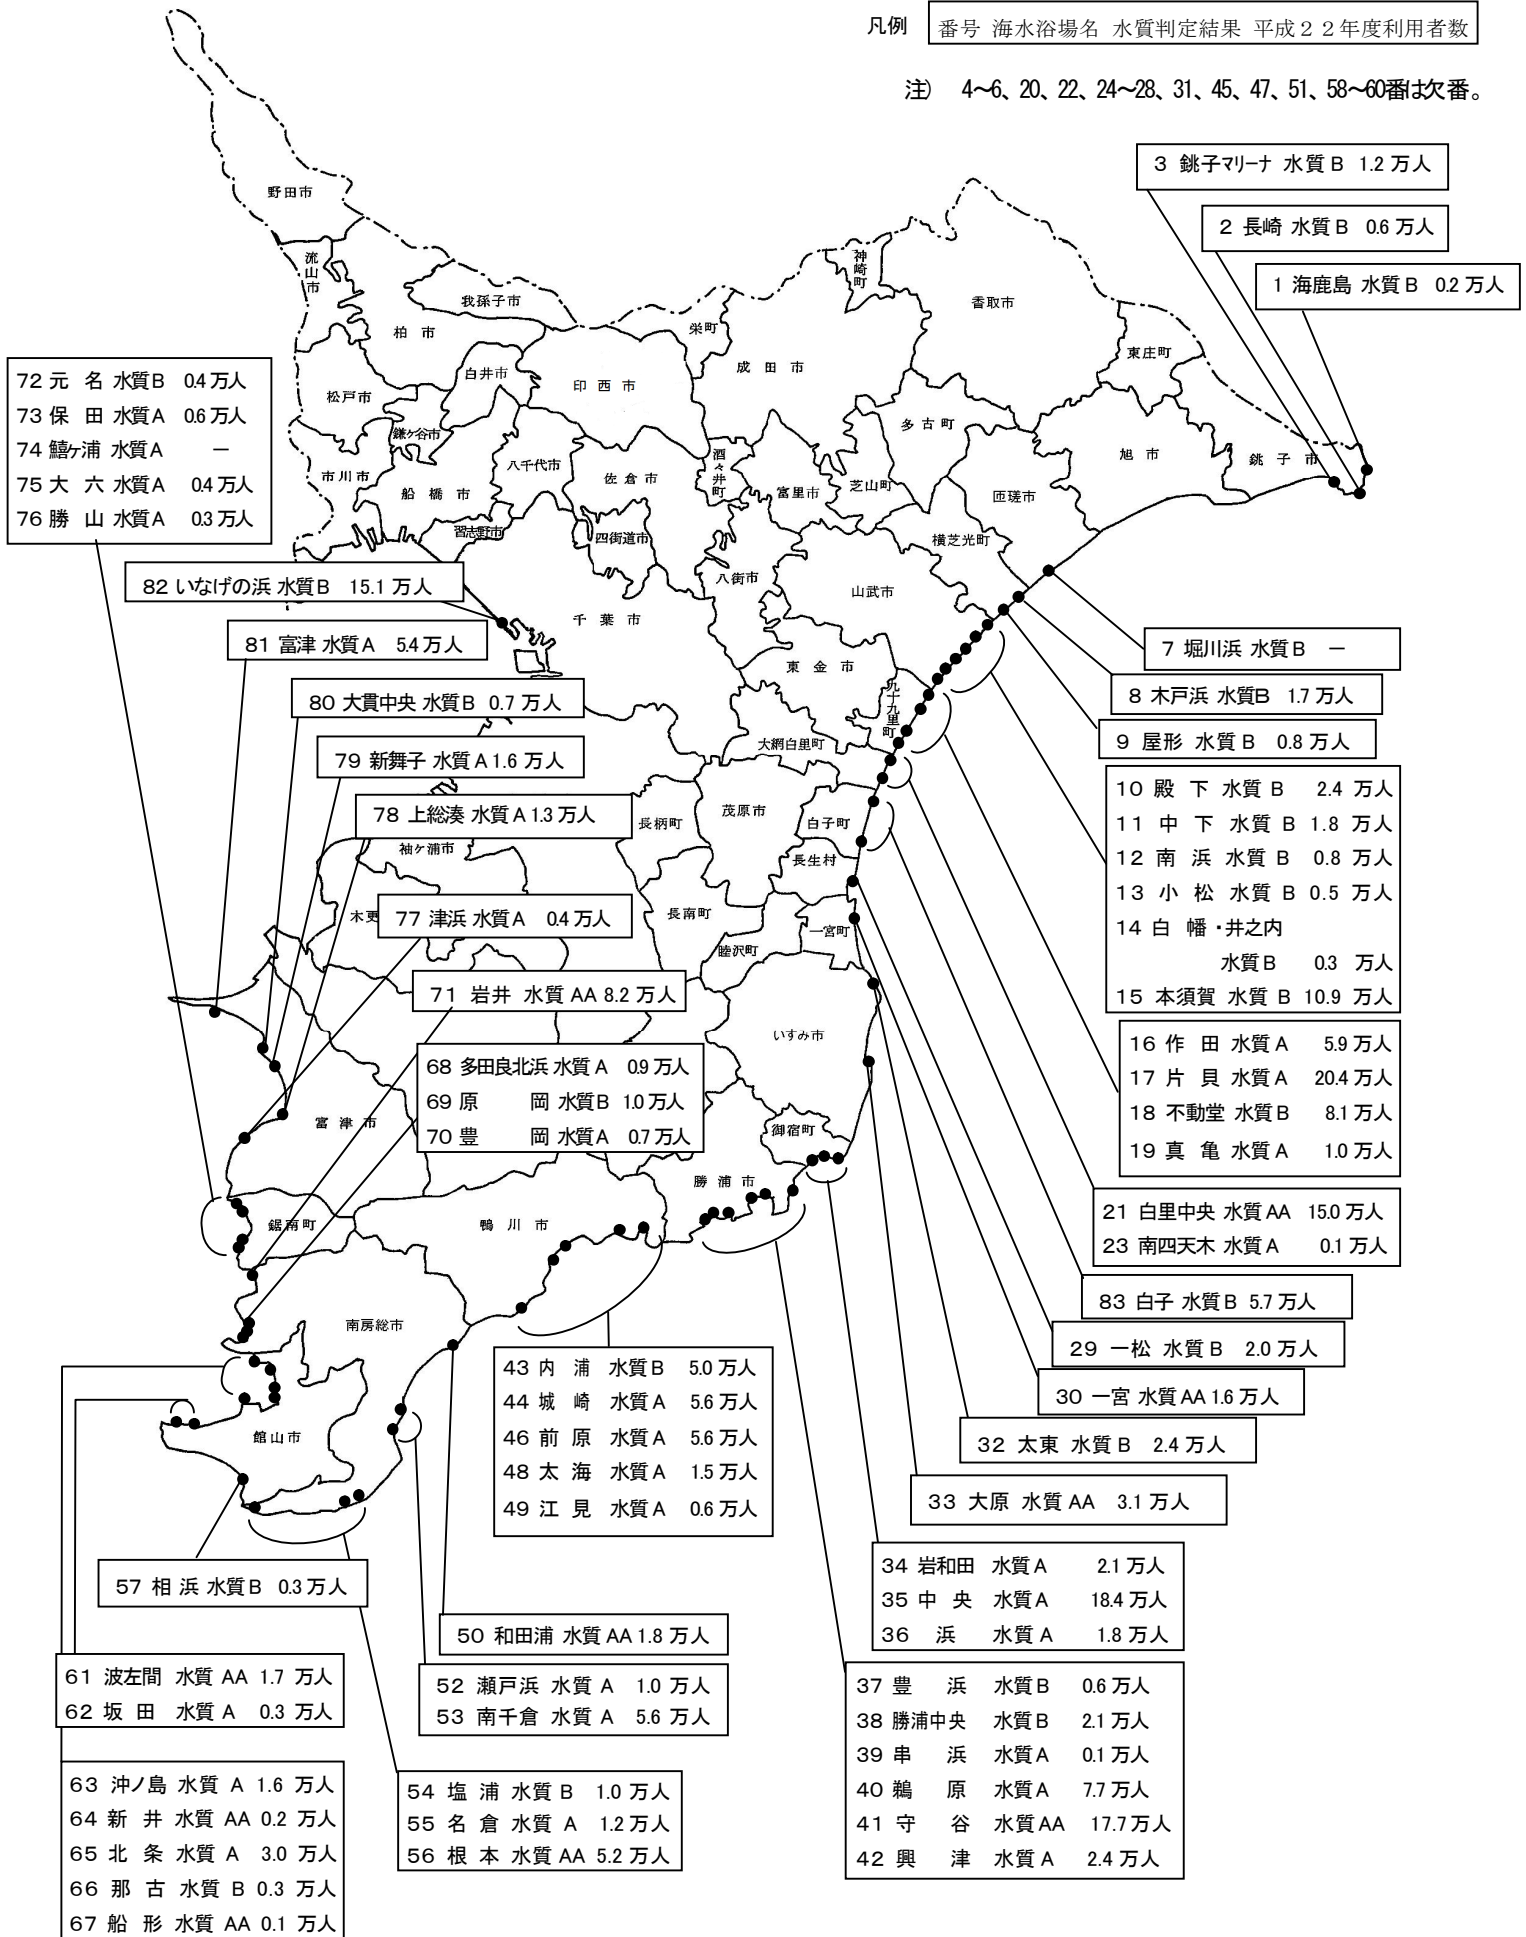 凡例 番号 海水浴場名 水質判定結果 平成２２年度利用者数
注) 4～6、20、22、24～28、31、45、47、51、58～60番は欠番。
3 銚子マリーナ 水質Ｂ 1.2 万人
2 長崎 水質Ｂ 0.6 万人
1 海鹿島 水質Ｂ 0.2 万人
野田市
流山市
我孫子市
柏市
神崎町
香取市
栄町
成田市
東庄町
72 元 名 水質Ｂ 0.4 万人
73 保 田 水質Ａ 0.6 万人
74 鱚ケ浦 水質Ａ －
75 大 六 水質Ａ 0.4 万人
76 勝 山 水質Ａ 0.3 万人
松戸市
白井市
印西市
鎌ケ谷市
多古町
旭市
銚子市
市川市
船橋市
八千代市
佐倉市
酒々井町
富里市
芝山町
匝瑳市
習志野市
四街道市
横芝光町
八街市
山武市
82 いなげの浜 水質Ｂ 15.1 万人
千葉市
81 富津 水質Ａ 5.4 万人
7 堀川浜 水質Ｂ －
東金市
九十九里町
8 木戸浜 水質Ｂ 1.7 万人
80 大貫中央 水質Ｂ 0.7 万人
9 屋形 水質Ｂ 0.8 万人
大網白里町
79 新舞子 水質Ａ 1.6 万人
10 殿 下 水質Ｂ 2.4 万人
11 中 下 水質Ｂ 1.8 万人
12 南 浜 水質Ｂ 0.8 万人
13 小 松 水質Ｂ 0.5 万人
14 白 幡・井之内
水質Ｂ 0.3 万人
15 本須賀 水質Ｂ 10.9 万人
78 上総湊 水質Ａ 1.3 万人
長柄町
茂原市
白子町
袖ケ浦市
長生村
77 津浜 水質Ａ 0.4 万人
木更
長南町
一宮町
睦沢町
71 岩井 水質 AA 8.2 万人
いすみ市
16 作 田 水質Ａ 5.9 万人
17 片 貝 水質Ａ 20.4 万人
18 不動堂 水質Ｂ 8.1 万人
19 真 亀 水質Ａ 1.0 万人
68 多田良北浜 水質Ａ 0.9 万人
69 原 岡 水質Ｂ 1.0 万人
70 豊 岡 水質Ａ 0.7 万人
富津市
御宿町
勝浦市
鋸南町
鴨川市
21 白里中央 水質 AA 15.0 万人
23 南四天木 水質Ａ 0.1 万人
83 白子 水質Ｂ 5.7 万人
南房総市
29 一松 水質Ｂ 2.0 万人
43 内 浦 水質Ｂ 5.0 万人
44 城 崎 水質Ａ 5.6 万人
46 前 原 水質Ａ 5.6 万人
48 太 海 水質Ａ 1.5 万人
49 江 見 水質Ａ 0.6 万人
30 一宮 水質 AA 1.6 万人
館山市
32 太東 水質Ｂ 2.4 万人
33 大原 水質 AA 3.1 万人
57 相 浜 水質Ｂ 0.3 万人
34 岩和田 水質Ａ 2.1 万人
35 中 央 水質Ａ 18.4 万人
36 浜 水質Ａ 1.8 万人
50 和田浦 水質 AA 1.8 万人
61 波左間 水質 AA 1.7 万人
62 坂 田 水質Ａ 0.3 万人
52 瀬戸浜 水質Ａ 1.0 万人
53 南千倉 水質Ａ 5.6 万人
37 豊 浜 水質Ｂ 0.6 万人
38 勝浦中央 水質Ｂ 2.1 万人
39 串 浜 水質Ａ 0.1 万人
40 鵜 原 水質Ａ 7.7 万人
41 守 谷 水質 AA 17.7 万人
42 興 津 水質Ａ 2.4 万人
63 沖ノ島 水質Ａ 1.6 万人
64 新 井 水質 AA 0.2 万人
65 北 条 水質Ａ 3.0 万人
66 那 古 水質Ｂ 0.3 万人
67 船 形 水質 AA 0.1 万人
54 塩 浦 水質Ｂ 1.0 万人
55 名 倉 水質Ａ 1.2 万人
56 根 本 水質 AA 5.2 万人